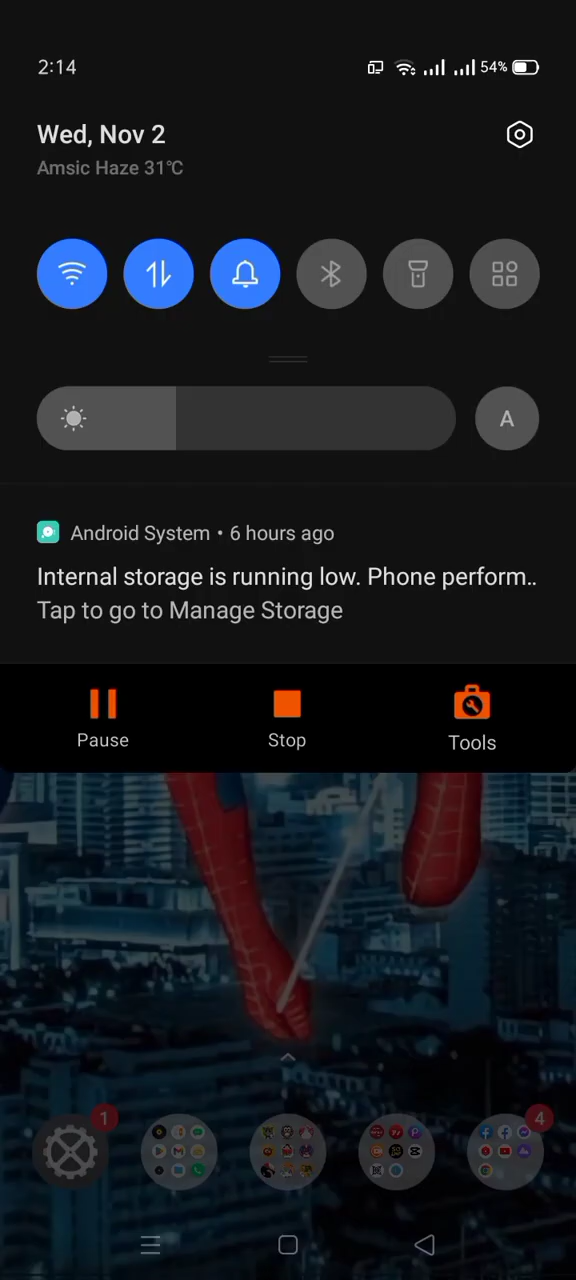 2:14
54%
Wed, Nov 2
Amsic Haze 31°C
A
Android System • 6 hours ago
Internal storage is running low. Phone perform..
Tap to go to Manage Storage
Pause
Stop
Tools
1
4